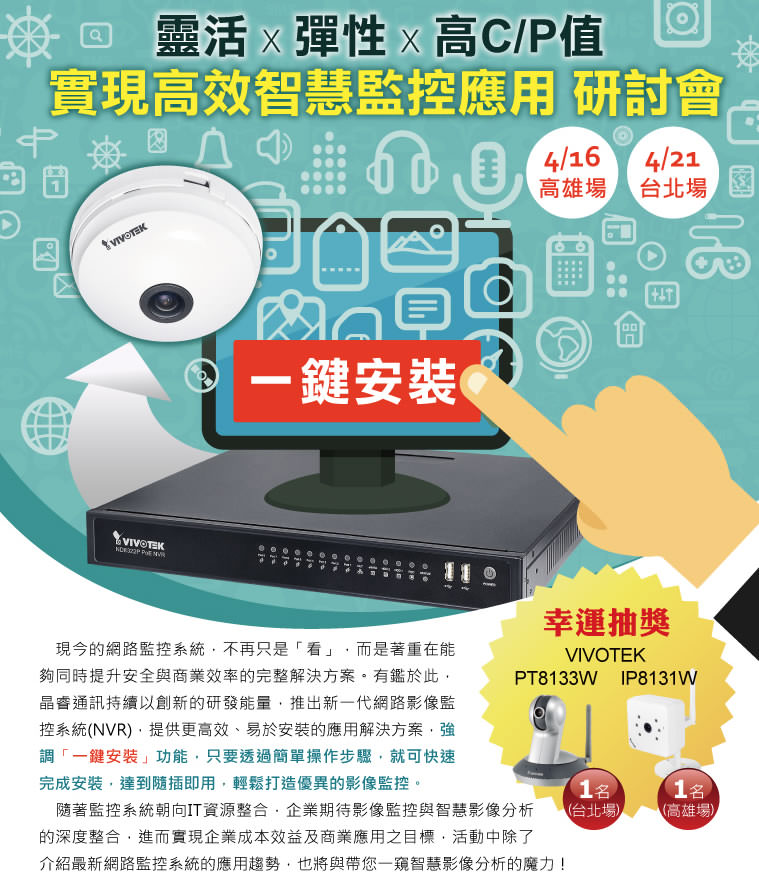 靈活 x 彈性 x 高C/P值
實現高效智慧監控應用 研討會
4/16
高雄場
4/21
台北場
1
VIVOTEK
一鍵安裝
VIVOTEK
ND8322P PoE NVR
幸運抽獎
VIVOTEK
PT8133W IP8131W
1名
(台北場)
1名
(高雄場)
現今的網路監控系統，不再只是「看」，而是著重在能
夠同時提升安全與商業效率的完整解決方案。有鑑於此，
晶睿通訊持續以創新的研發能量，推出新一代網路影像監
控系統(NVR)，提供更高效、易於安裝的應用解決方案，強
調「一鍵安裝」功能，只要透過簡單操作步驟，就可快速
完成安裝，達到隨插即用，輕鬆打造優異的影像監控。
隨著監控系統朝向IT資源整合，企業期待影像監控與智慧影像分析
的深度整合，進而實現企業成本效益及商業應用之目標，活動中除了
介紹最新網路監控系統的應用趨勢，也將與帶您一窺智慧影像分析的魔力！